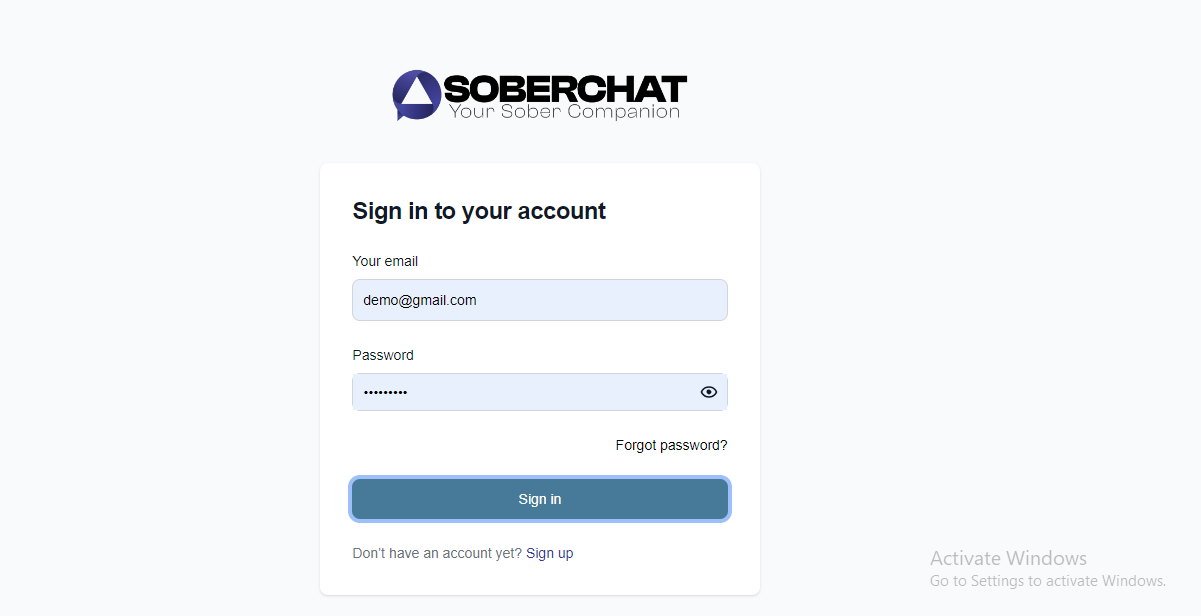 SOBERCHAT
Your Sober Companion
Sign in to your account
Your email
demo@gmail.com
Password
•••••••••
Forgot password?
Sign in
Don't have an account yet? Sign up
Activate Windows
Go to Settings to activate Windows.